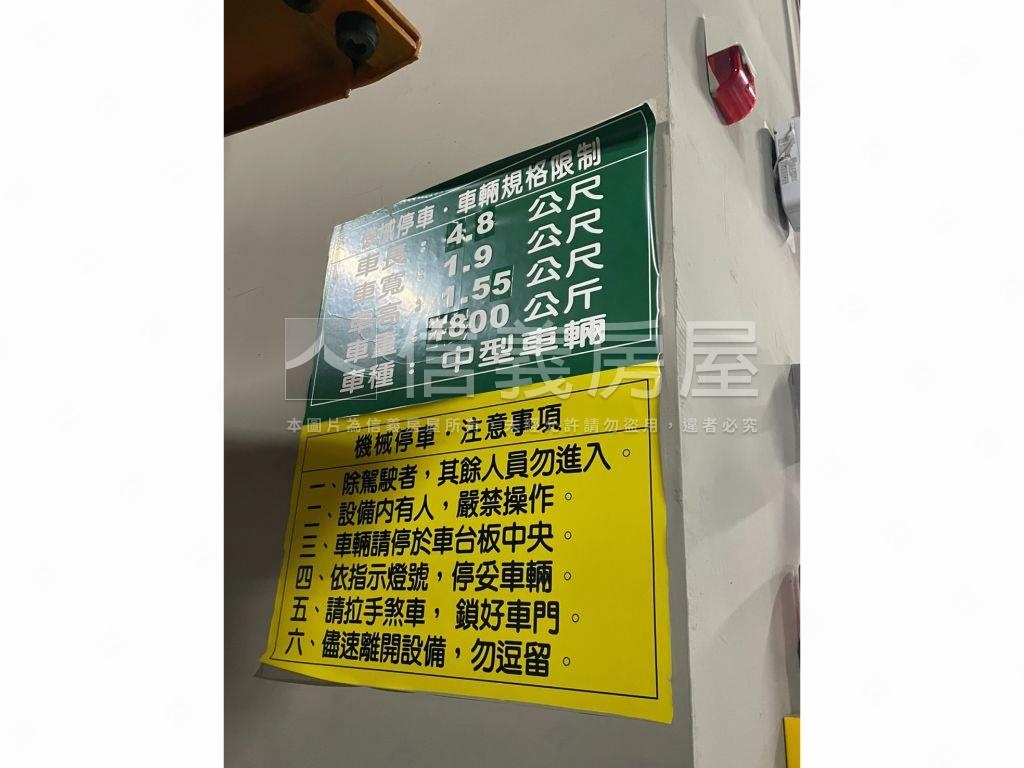 機械停車・車輛規格限制
車長：4.8 公尺
車寬：1.9 公尺
車高：1.55 公尺
車重：800 公斤
車種：中型車輛
信義房屋
本圖片為信義房屋所 許請勿盜用，違者必究
機械停車・注意事項
一、除駕駛者，其餘人員勿進入。
二、設備內有人，嚴禁操作。
三、車輛請停於車台板中央。
四、依指示燈號，停妥車輛。
五、請拉手煞車，鎖好車門。
六、儘速離開設備，勿逗留。